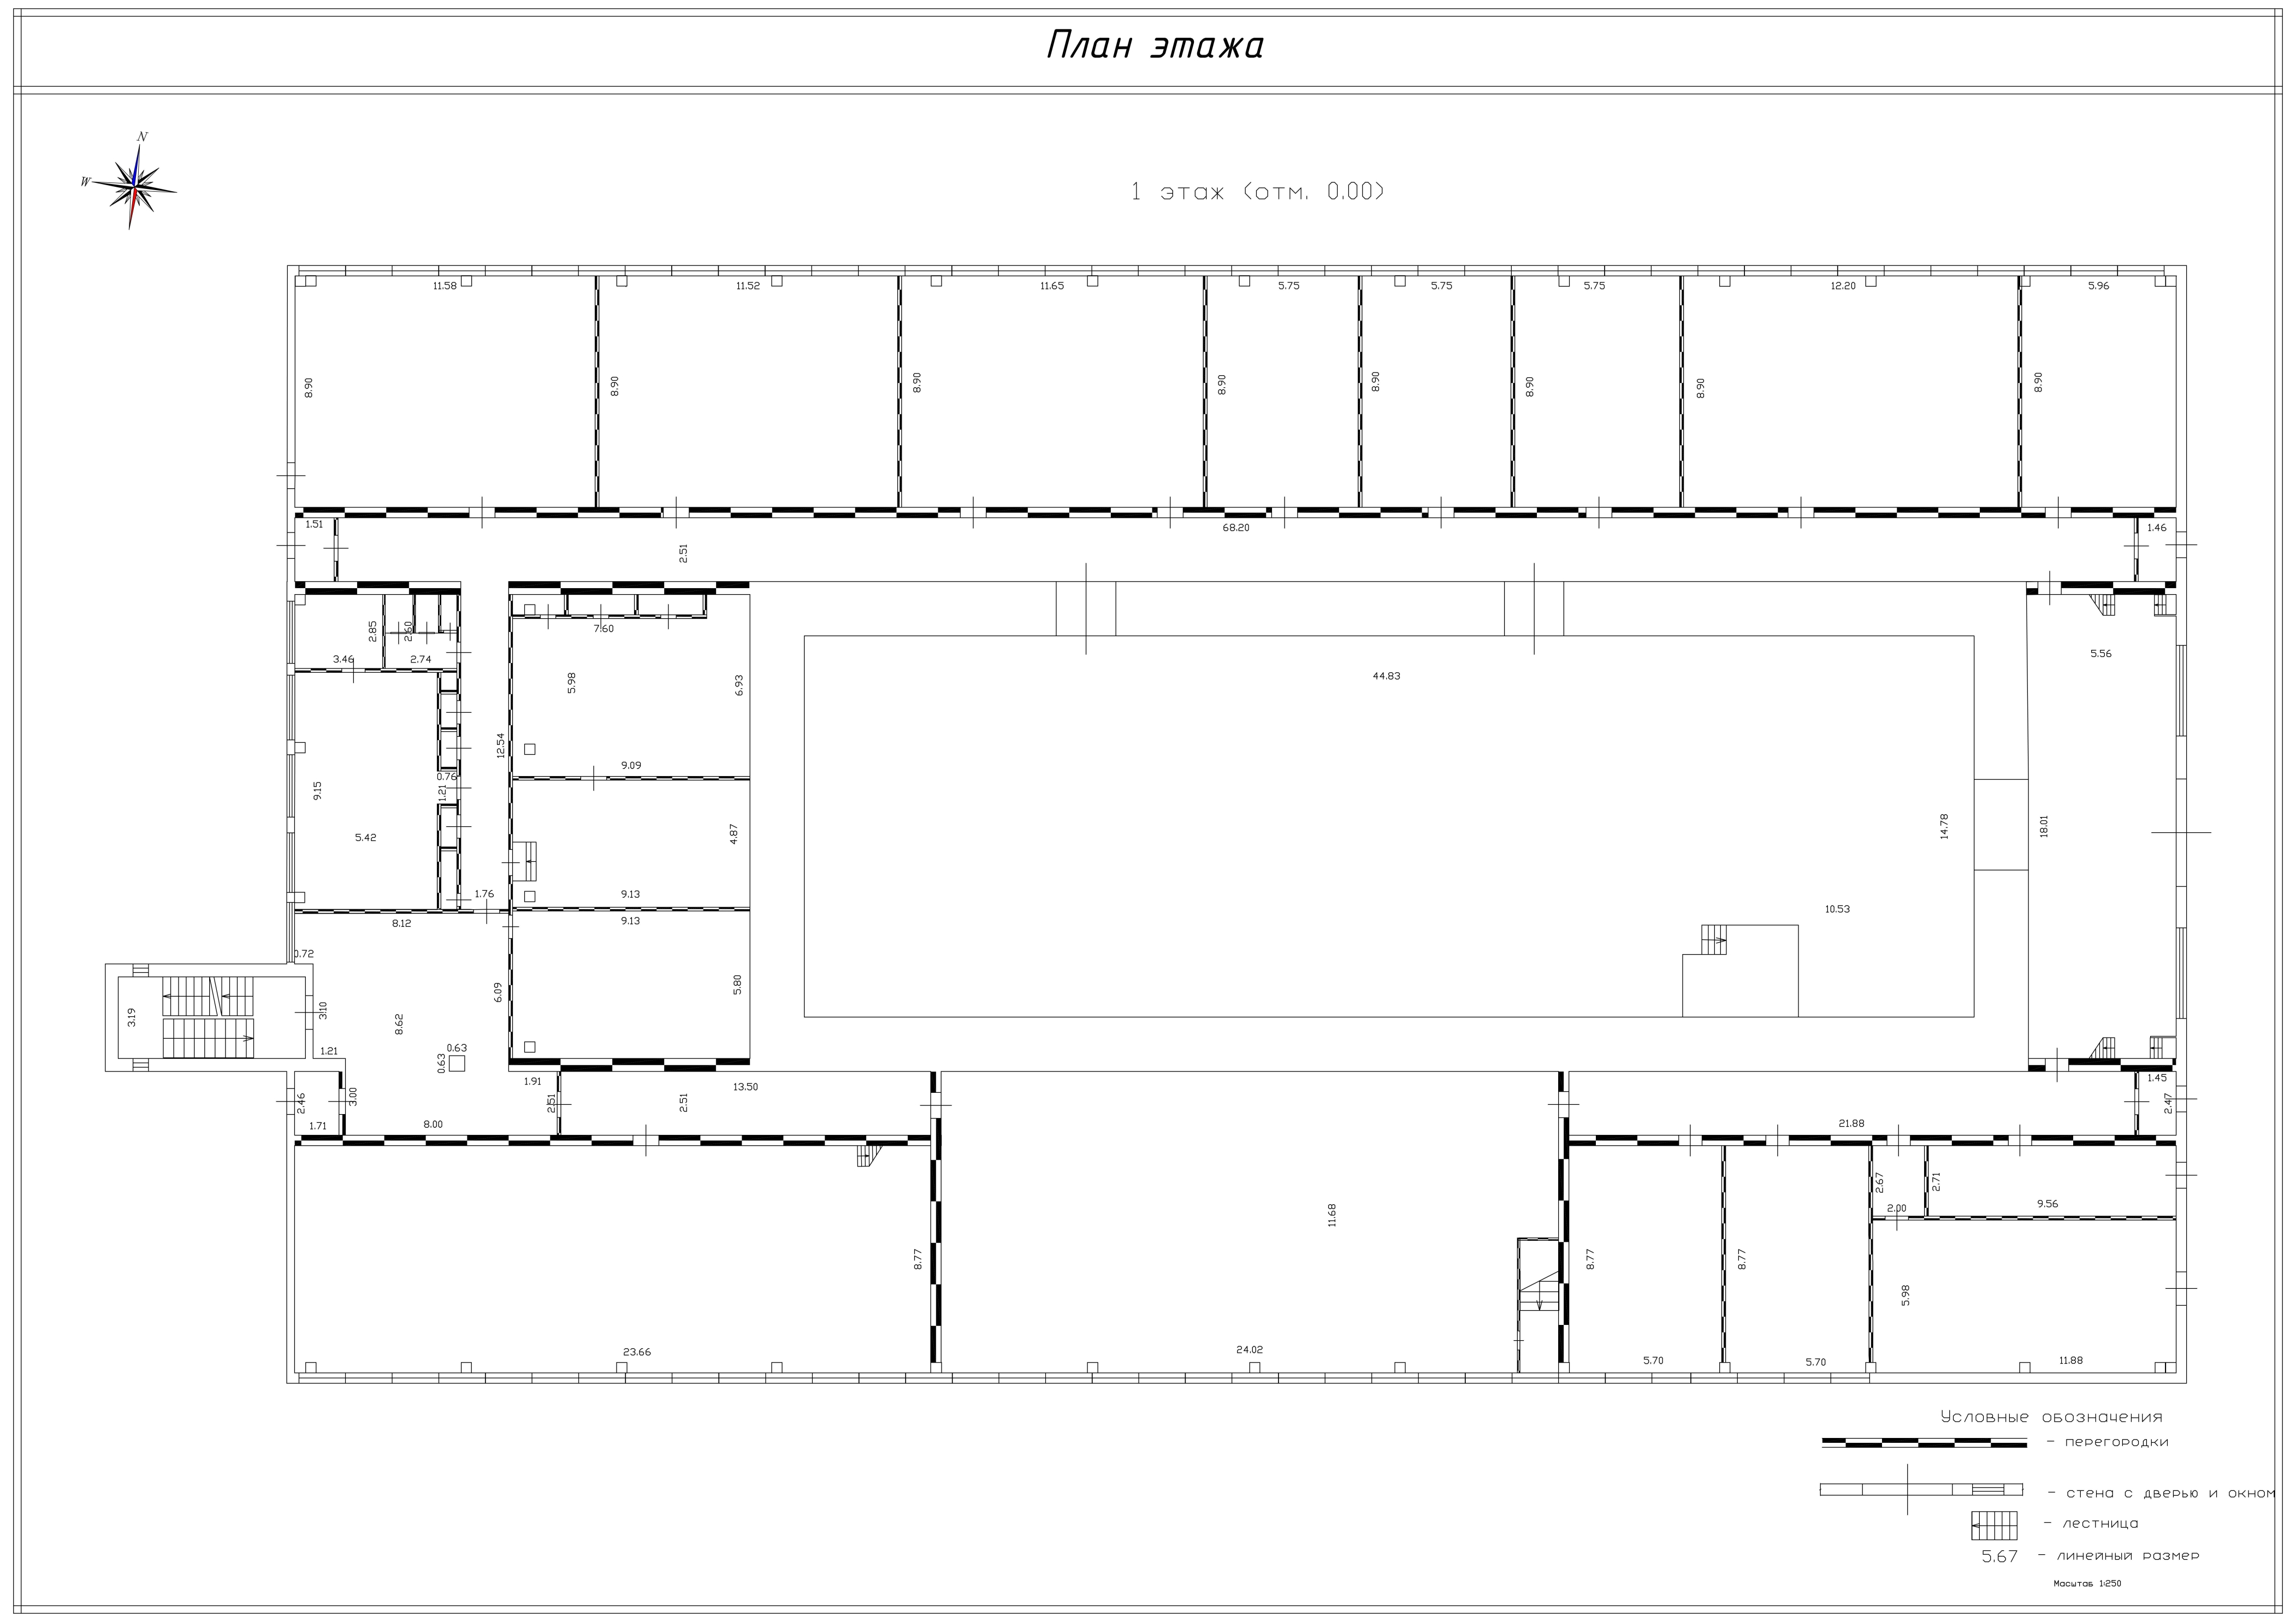 План этажа
N
W
1 этаж (отм. 0.00)
11.58 11.52 11.65 5.75 5.75 5.75 12.20 5.96
8.90 8.90 8.90 8.90 8.90 8.90 8.90 8.90
1.51 68.20 1.46
2.51
2.85 2.60 7.60
3.46 2.74 5.56
5.98 6.93 44.83
12.54
9.09
0.76
9.15 1.21
5.42 4.87 14.78 18.01
1.76 9.13
8.12 9.13 10.53
0.72
6.09 5.80
3.19 3.10 8.62
1.21 0.63
0.63
1.91 13.50 1.45
2.46 3.00 2.51 2.51 2.47
1.71 8.00 21.88
2.67 2.71
2.00 9.56
11.68
8.77 8.77 8.77
5.98
23.66 24.02 5.70 5.70 11.88
Условные обозначения
- перегородки
- стена с дверью и окном
- лестница
5.67 - линейный размер
Масштаб 1:250